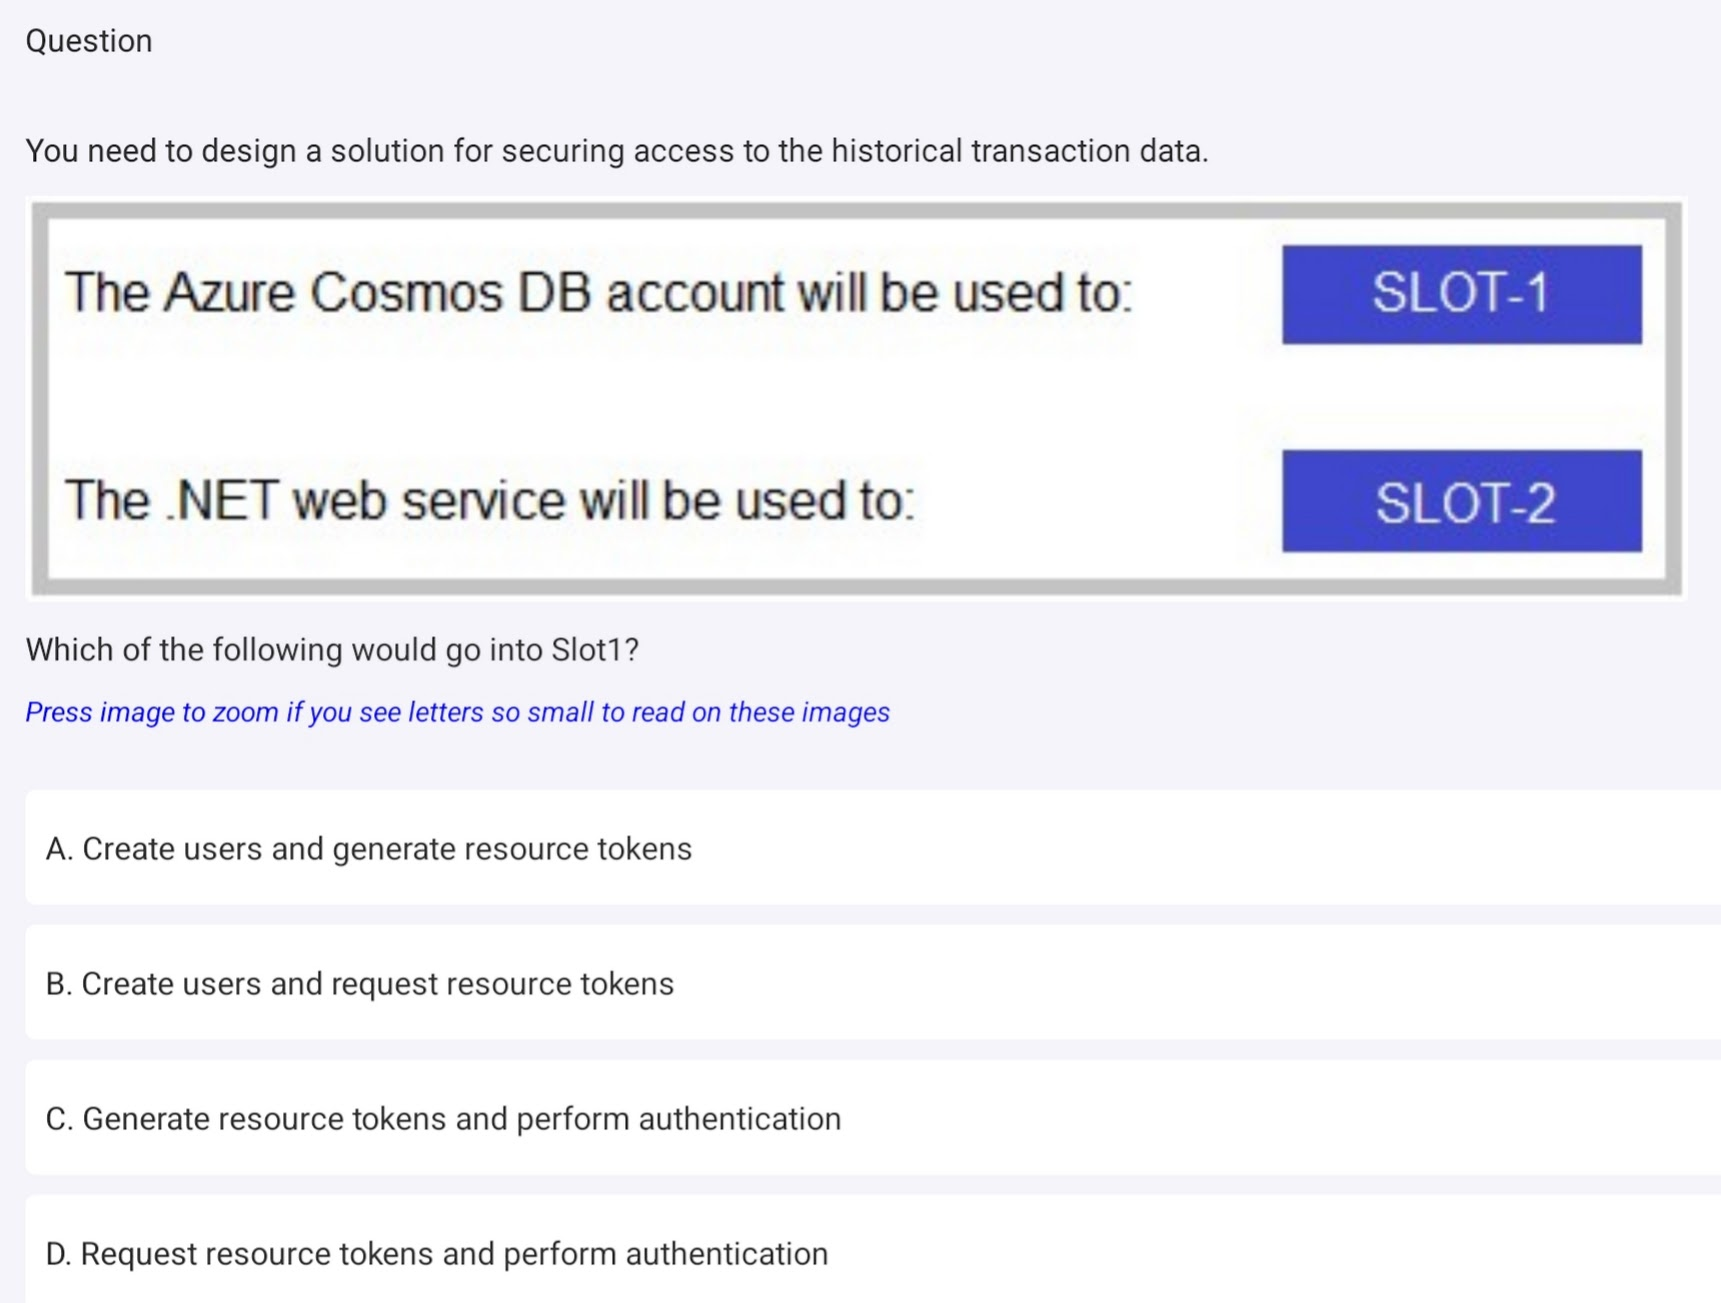 Question
You need to design a solution for securing access to the historical transaction data.
The Azure Cosmos DB account will be used to:
SLOT-1
The .NET web service will be used to:
SLOT-2
Which of the following would go into Slot1?
Press image to zoom if you see letters so small to read on these images
A. Create users and generate resource tokens
B. Create users and request resource tokens
C. Generate resource tokens and perform authentication
D. Request resource tokens and perform authentication